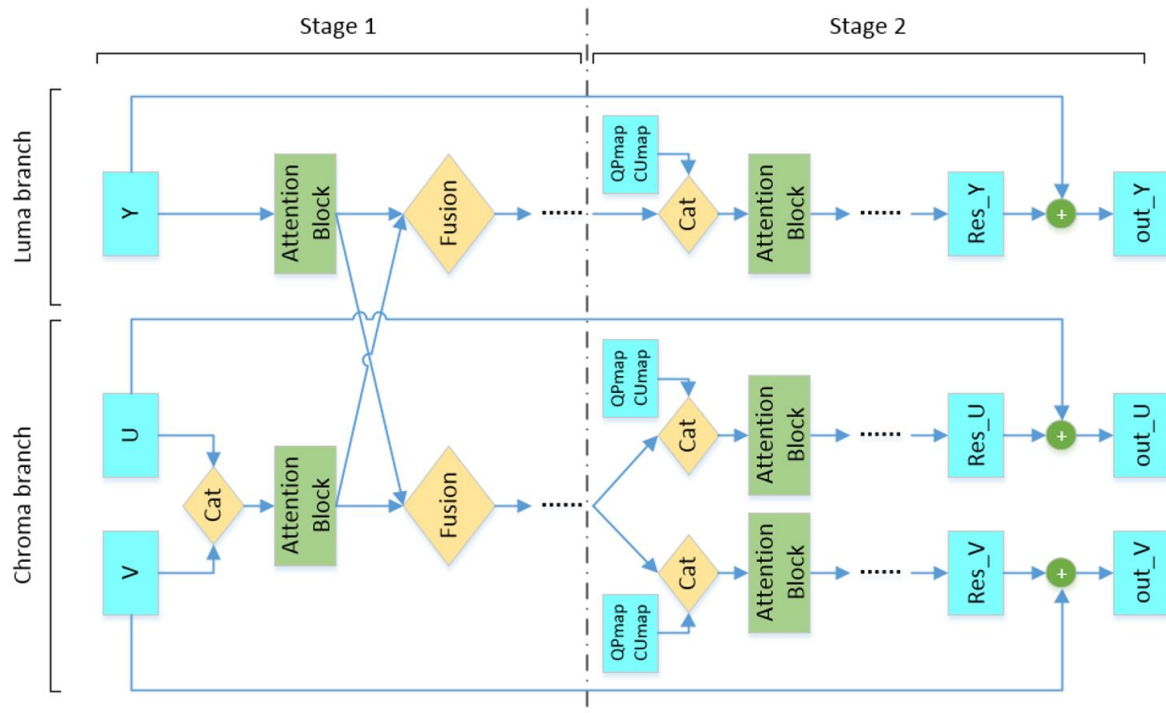 Stage 1
Stage 2
Luma branch
Y
Attention
Block
Fusion
......
QPmap
CUmap
Cat
Attention
Block
......
Res_Y
+
out_Y
Chroma branch
U
V
Cat
Attention
Block
Fusion
......
QPmap
CUmap
Cat
Attention
Block
......
Res_U
+
out_U
QPmap
CUmap
Cat
Attention
Block
......
Res_V
+
out_V